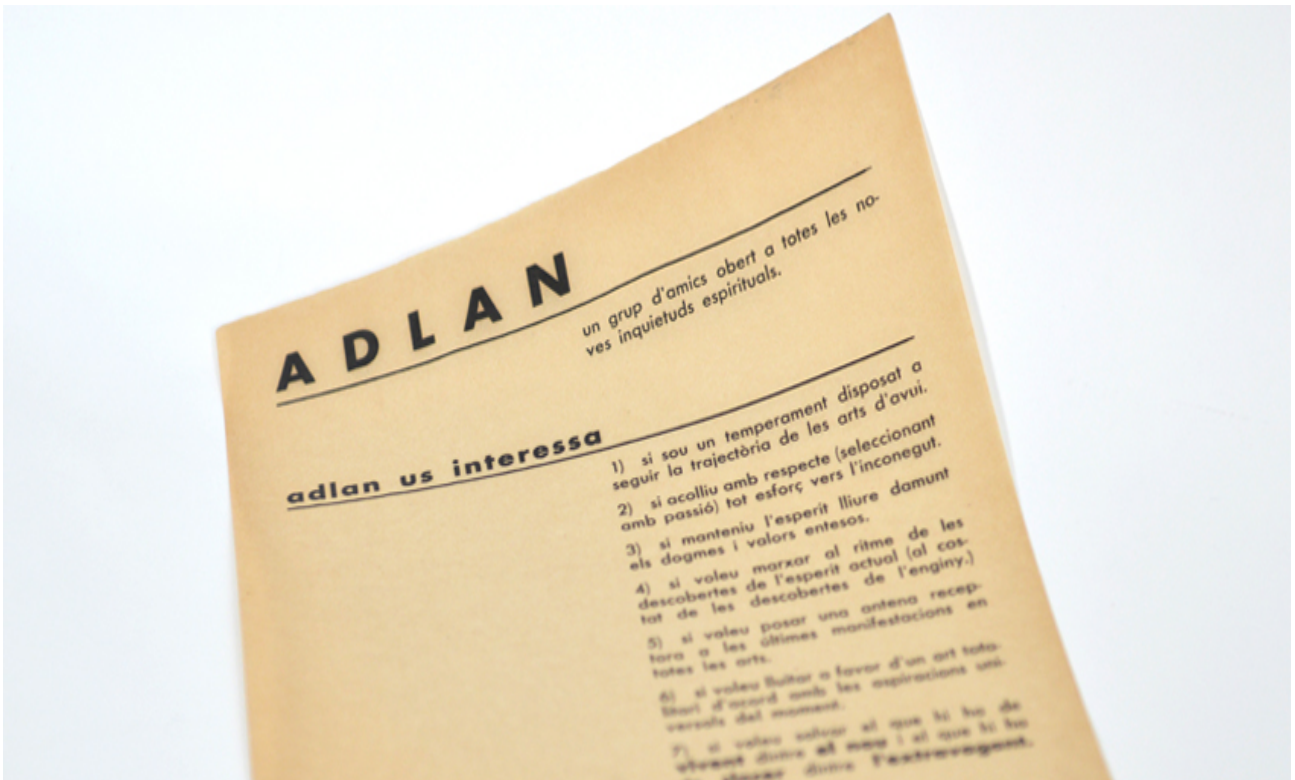 ADLAN
un grup d'amics obert a totes les no-
ves inquietuds espirituals.
adlan us interessa
1) si sou un temperament disposat a
seguir la trajectòria de les arts d'avui.
2) si acolliu amb respecte (seleccionant
amb passió) tot esforç vers l'inconegut.
3) si manteniu l'esperit lliure damunt
els dogmes i valors entesos.
4) si voleu marxar al ritme de les
descobertes de l'esperit actual (al cos-
tat de les descobertes de l'enginy.)
5) si voleu posar una antena recep-
tora a les últimes manifestacions en
totes les arts.
6) si voleu lluitar a favor d'un art tota-
litari d'acord amb les aspiracions uni-
versals del moment.
7) si voleu salvar el que hi ha de
vivent dintre el nou i el que hi ha
dintre l'extravagant.